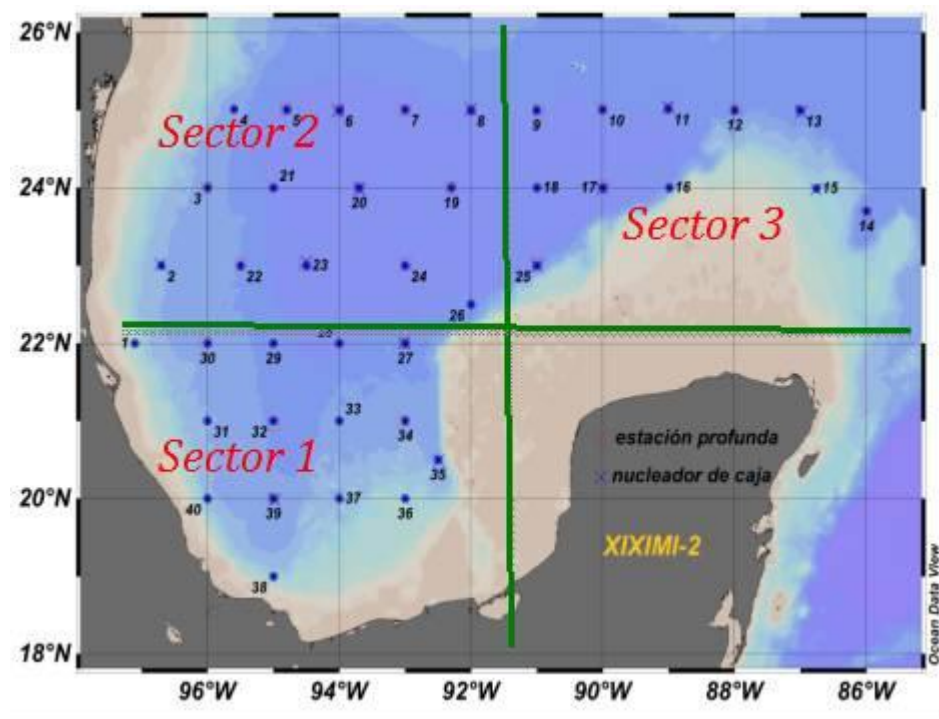 26°N
4 5 6 7 8 9 10 11 12 13
Sector 2
24°N
3 21 20 19 18 17 16 15
Sector 3
14
2 22 23 24 25
26
22°N
1 30 29 27
31 32 33 34
Sector 1
35
estación profunda
nucleador de caja
20°N
40 39 37 36
XIXIMI-2
38
18°N
Ocean Data View
96°W 94°W 92°W 90°W 88°W 86°W